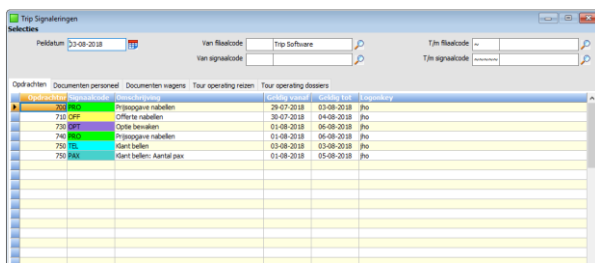 Trip Signaleringen
Selecties
Peildatum 03-08-2018 Van filiaalcode Trip Software T/m filiaalcode ~
Van signaalcode T/m signaalcode ~~~~~
Opdrachten Documenten personeel Documenten wagens Tour operating reizen Tour operating dossiers
Opdrachtnr Signaalcode Omschrijving Geldig vanaf Geldig tot Logonkey
700 PRO Prijsopgave nabellen 29-07-2018 03-08-2018 jho
710 OFF Offerte nabellen 30-07-2018 04-08-2018 jho
730 OPT Optie bewaken 01-08-2018 06-08-2018 jho
740 PRO Prijsopgave nabellen 01-08-2018 06-08-2018 jho
750 TEL Klant bellen 03-08-2018 03-08-2018 jho
750 PAX Klant bellen: Aantal pax 01-08-2018 05-08-2018 jho